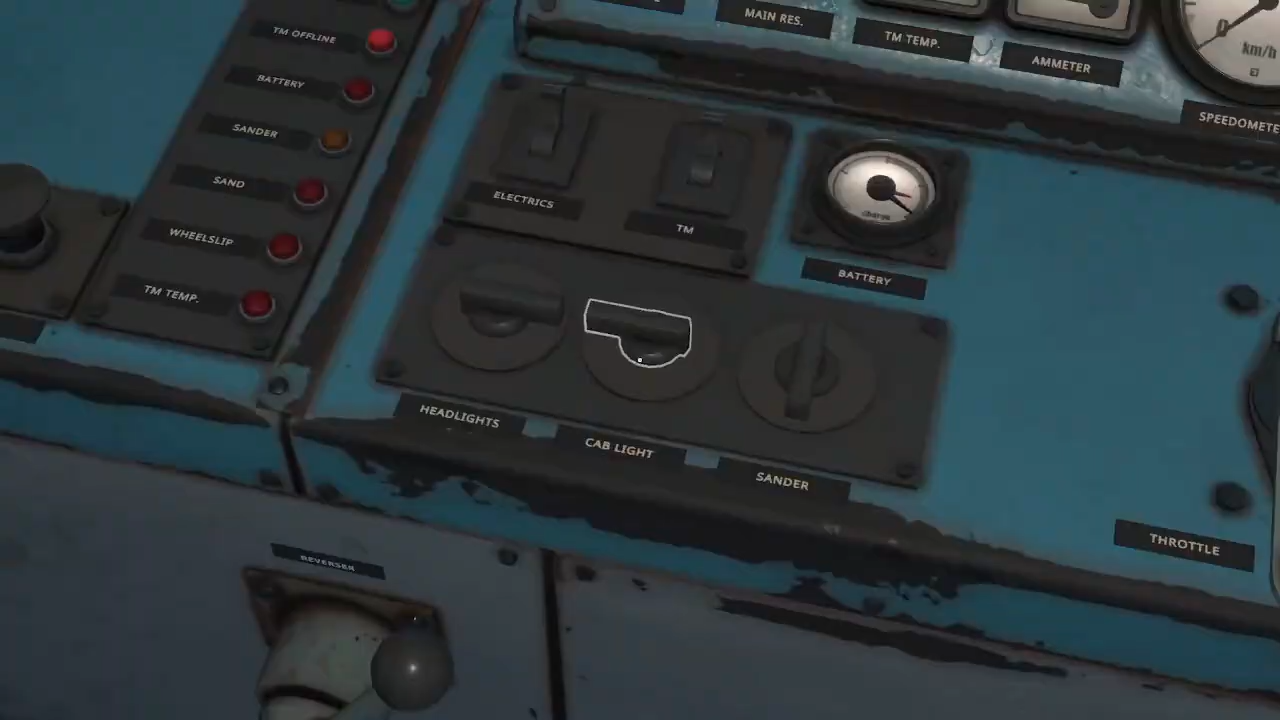 MAIN RES.
TM TEMP.
AMMETER
0
km/h
TM OFFLINE
BATTERY
SANDER
SAND
WHEELSLIP
TM TEMP.
ELECTRICS
TM
BATTERY
HEADLIGHTS
CAB LIGHT
SANDER
THROTTLE
REVERSER